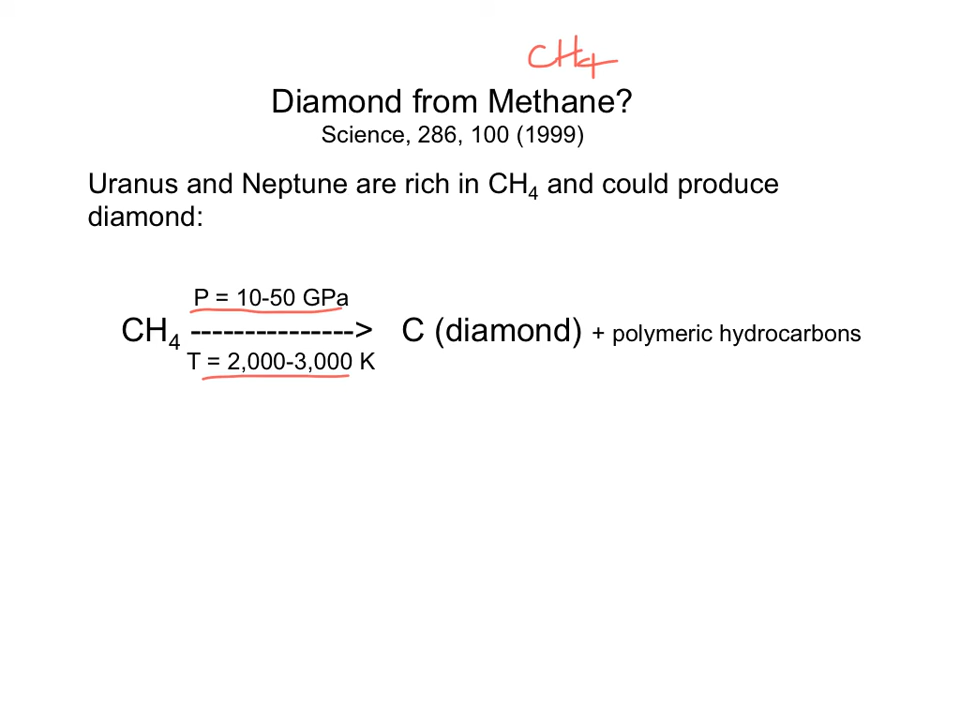 CH4
Diamond from Methane?
Science, 286, 100 (1999)
Uranus and Neptune are rich in CH₄ and could produce
diamond:
P = 10-50 GPa
CH₄ ---------------> C (diamond) + polymeric hydrocarbons
T = 2,000-3,000 K